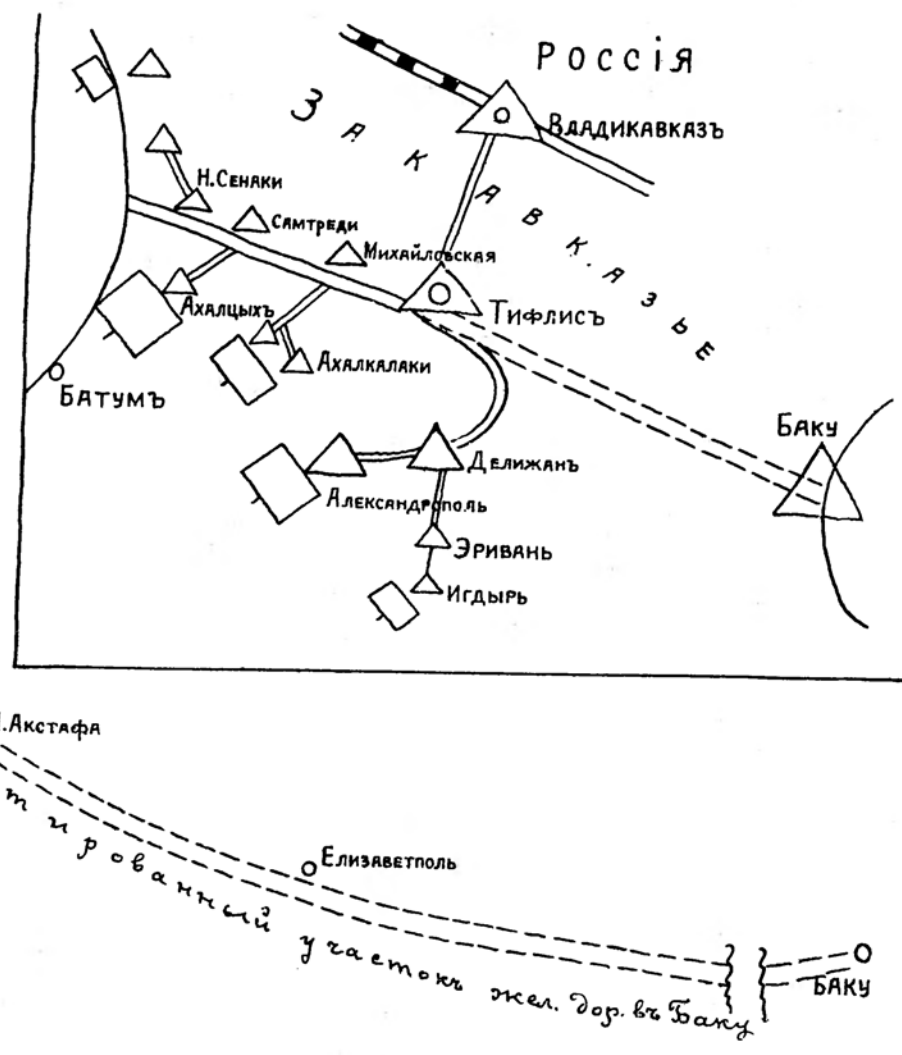 РОССІЯ
ЗАКАВКАЗЬЕ
ВЛАДИКАВКАЗЪ
Н.СЕНАКИ
САМТРЕДИ
МИХАЙЛОВСКАЯ
ТИФЛИСЪ
АХАЛЦЫХЪ
АХАЛКАЛАКИ
БАТУМЪ
БАКУ
ДЕЛИЖАНЪ
АЛЕКСАНДРОПОЛЬ
ЭРИВАНЬ
ИГДЫРЬ
.АКСТАФА
ЕЛИЗАВЕТПОЛЬ
тированный участокъ жел. дор. въ Баку
БАКУ